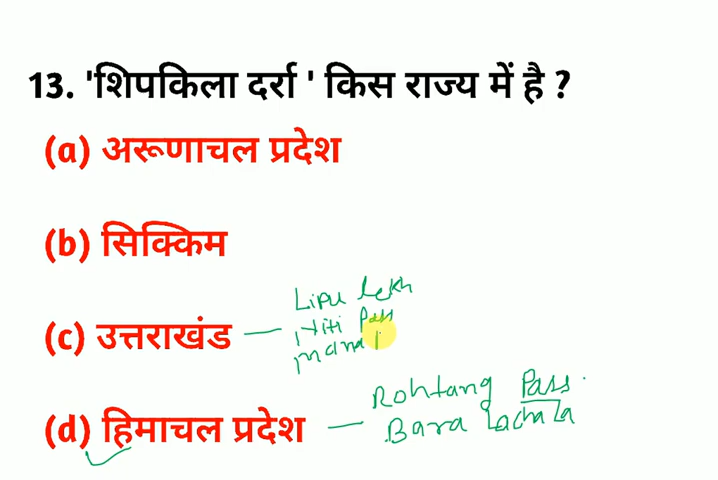 13. 'शिपकिला दर्रा ' किस राज्य में है ?
(a) अरूणाचल प्रदेश
(b) सिक्किम
Lipu lekh
Niti Pass
(c) उत्तराखंड —
mana
Rohtang Pass
(d) हिमाचल प्रदेश —
Bara Lacha la